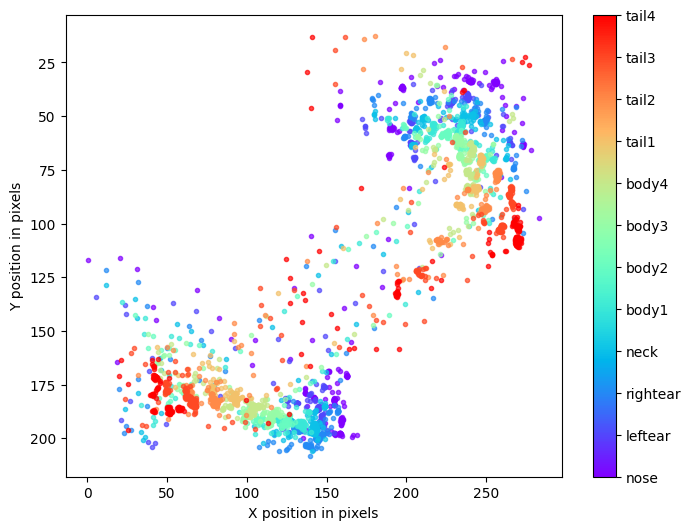 25
50
75
100
125
150
175
200
Y position in pixels
0
50
100
150
200
250
X position in pixels
tail4
tail3
tail2
tail1
body4
body3
body2
body1
neck
rightear
leftear
nose